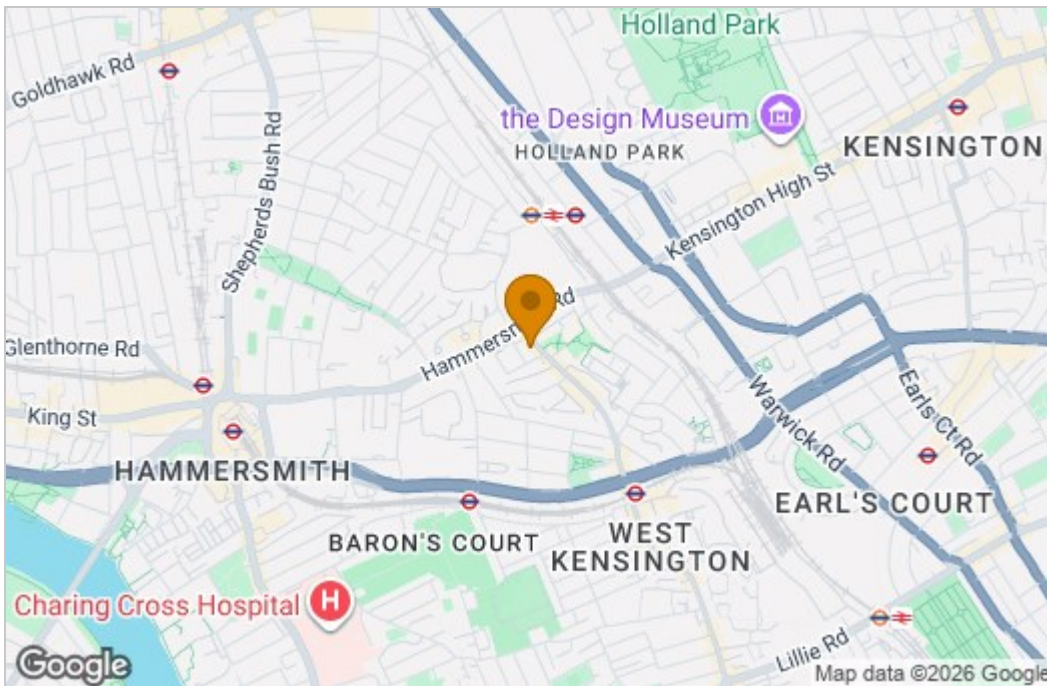 Holland Park
Goldhawk Rd
the Design Museum
HOLLAND PARK
KENSINGTON
Shepherds Bush Rd
Kensington High St
Glenthorne Rd
Hammersm Rd
King St
Warwick Rd
Earls Ct Rd
HAMMERSMITH
EARL'S COURT
BARON'S COURT
WEST
KENSINGTON
Charing Cross Hospital
H
Lillie Rd
Google
Map data ©2026 Google